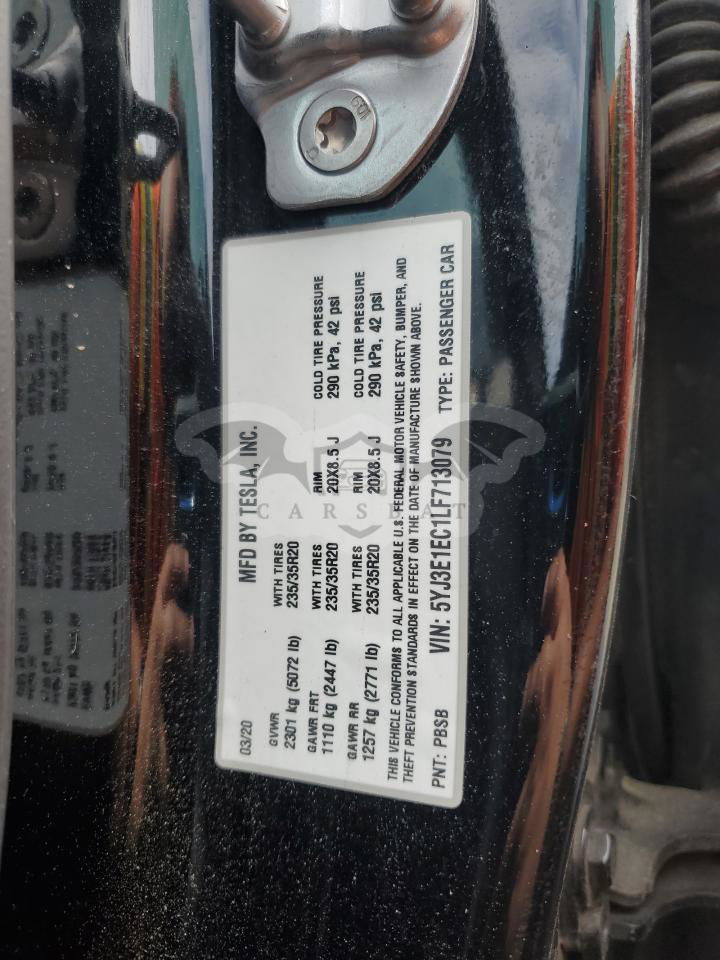 03/20 MFD BY TESLA, INC.
GVWR WITH TIRES
2301 kg (5072 lb) 235/35R20
GAWR FRT WITH TIRES RIM COLD TIRE PRESSURE
1110 kg (2447 lb) 235/35R20 20X8.5 J 290 kPa, 42 psi
GAWR RR WITH TIRES RIM COLD TIRE PRESSURE
1257 kg (2771 lb) 235/35R20 20X8.5 J 290 kPa, 42 psi
THIS VEHICLE CONFORMS TO ALL APPLICABLE U.S. FEDERAL MOTOR VEHICLE SAFETY, BUMPER, AND
THEFT PREVENTION STANDARDS IN EFFECT ON THE DATE OF MANUFACTURE SHOWN ABOVE.
PNT: PBSB VIN: 5YJ3E1EC1LF713079 TYPE: PASSENGER CAR
CARSBAT